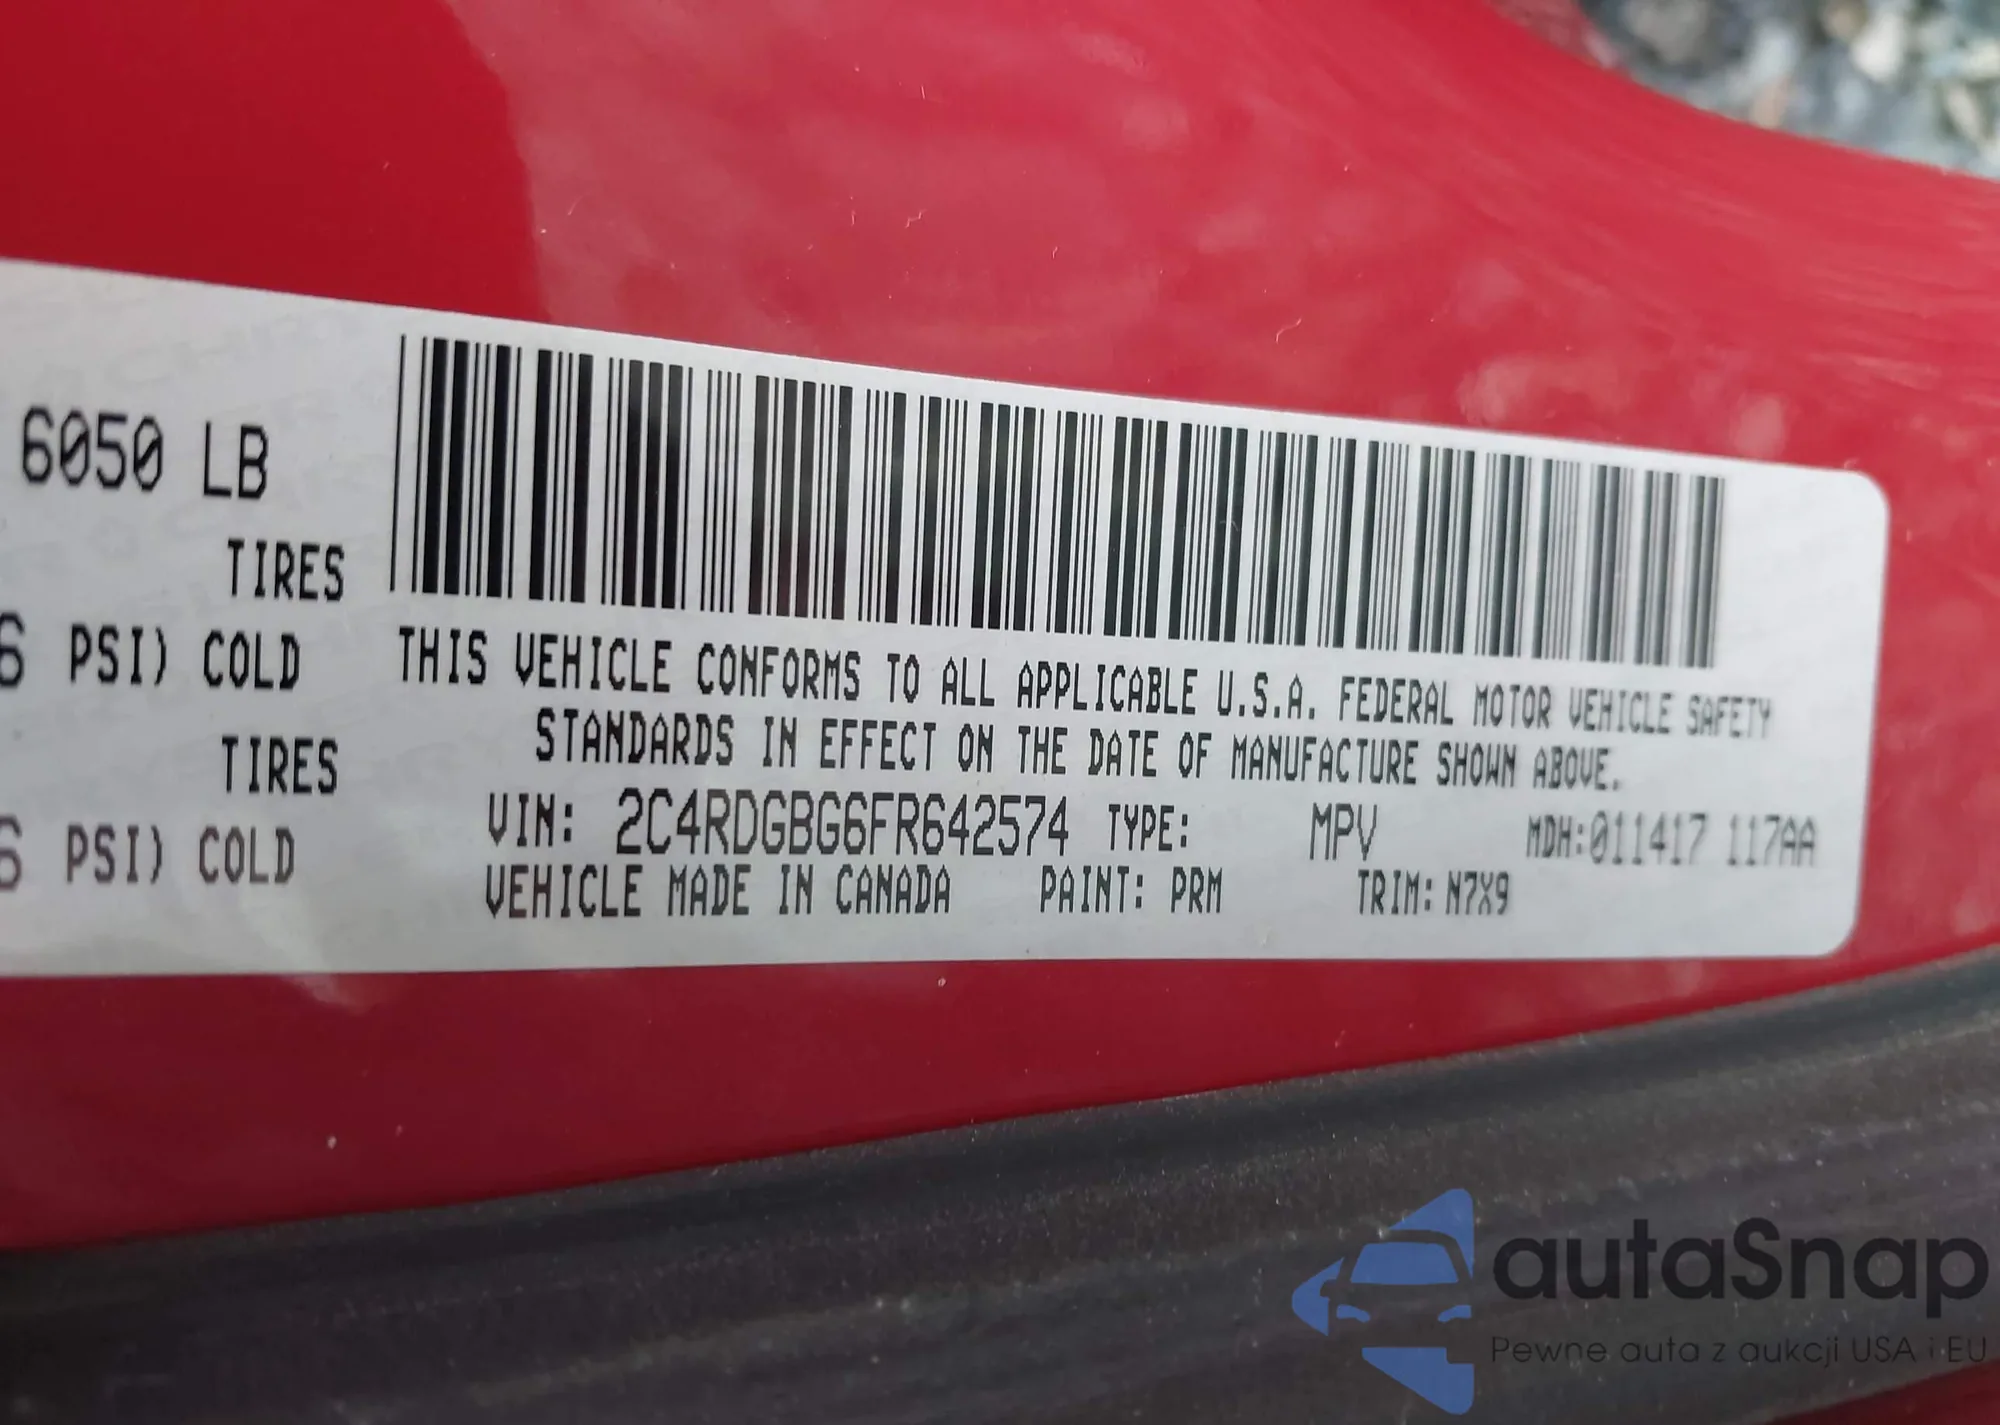 6050 LB
TIRES
6 PSI) COLD
TIRES
6 PSI) COLD
THIS VEHICLE CONFORMS TO ALL APPLICABLE U.S.A. FEDERAL MOTOR VEHICLE SAFETY
STANDARDS IN EFFECT ON THE DATE OF MANUFACTURE SHOWN ABOVE.
VIN: 2C4RDGBG6FR642574 TYPE: MPV MDH:011417 117AA
VEHICLE MADE IN CANADA PAINT: PRM TRIM: N7X9
autaSnap
Pewne auta z aukcji USA i EU